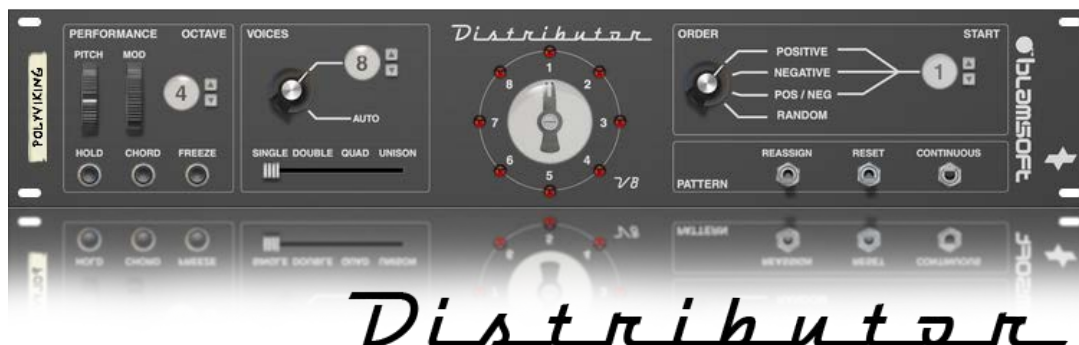 POLYVIKING
PERFORMANCE OCTAVE
PITCH MOD
4
HOLD CHORD FREEZE
VOICES
8
AUTO
SINGLE DOUBLE QUAD UNISON
Distributor
1
2
3
4
5
6
7
8
V8
ORDER START
POSITIVE
NEGATIVE
POS / NEG
RANDOM
1
REASSIGN RESET CONTINUOUS
PATTERN
blamsoft
Distributor